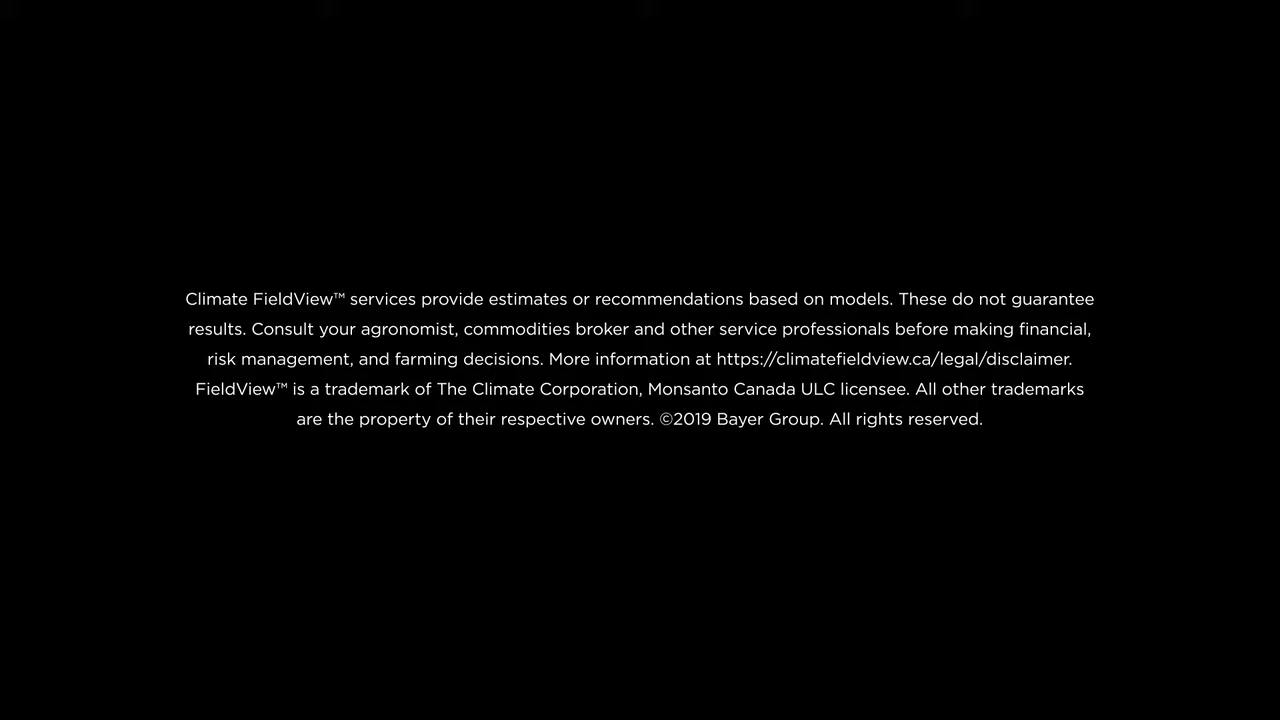 Climate FieldView™ services provide estimates or recommendations based on models. These do not guarantee
results. Consult your agronomist, commodities broker and other service professionals before making financial,
risk management, and farming decisions. More information at https://climatefieldview.ca/legal/disclaimer.
FieldView™ is a trademark of The Climate Corporation, Monsanto Canada ULC licensee. All other trademarks
are the property of their respective owners. ©2019 Bayer Group. All rights reserved.